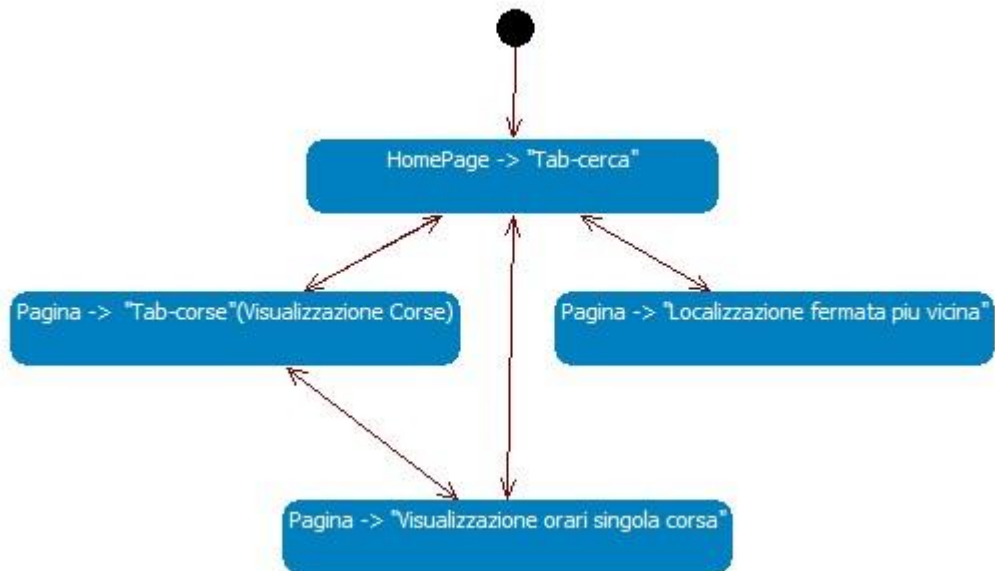 HomePage -> "Tab-cerca"
Pagina -> "Tab-corse"(Visualizzazione Corse)
Pagina -> "Localizzazione fermata piu vicina"
Pagina -> "Visualizzazione orari singola corsa"